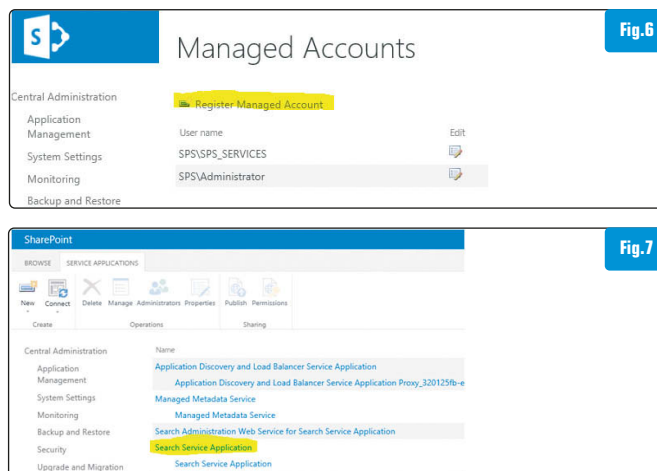 Fig.6
S
Managed Accounts
Central Administration
Register Managed Account
Application
Management
User name Edit
System Settings
SPS\SPS_SERVICES
Monitoring
SPS\Administrator
Backup and Restore
Fig.7
SharePoint
BROWSE SERVICE APPLICATIONS
New Connect Delete Manage Administrators Properties Publish Permissions
Create Operations Sharing
Central Administration
Name
Application
Management
Application Discovery and Load Balancer Service Application
Application Discovery and Load Balancer Service Application Proxy_320125fb-e
System Settings
Managed Metadata Service
Monitoring
Managed Metadata Service
Backup and Restore
Search Administration Web Service for Search Service Application
Security
Search Service Application
Upgrade and Migration
Search Service Application